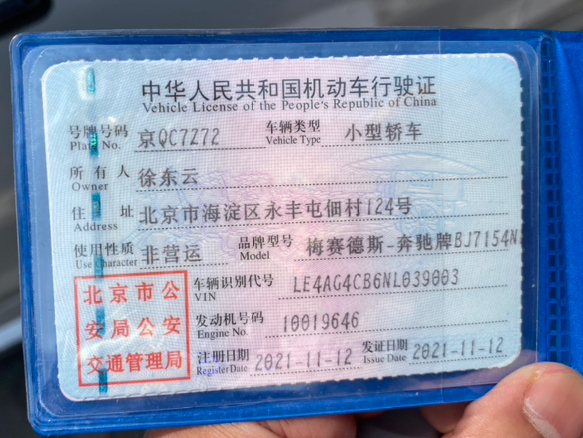 中华人民共和国机动车行驶证
Vehicle License of the People's Republic of China
号牌号码 京QC7Z72 车辆类型 小型轿车
Plate No. Vehicle Type
所有人 徐东云
Owner
住址 北京市海淀区永丰屯佃村124号
Address
使用性质 非营运 品牌型号 梅赛德斯-奔驰牌BJ7154N
Use Character Model
北京市公
安局公安
交通管理局
车辆识别代号 LE4AG4CB6NL039003
VIN
发动机号码 10019646
Engine No.
注册日期 2021-11-12 发证日期 2021-11-12
Register Date Issue Date